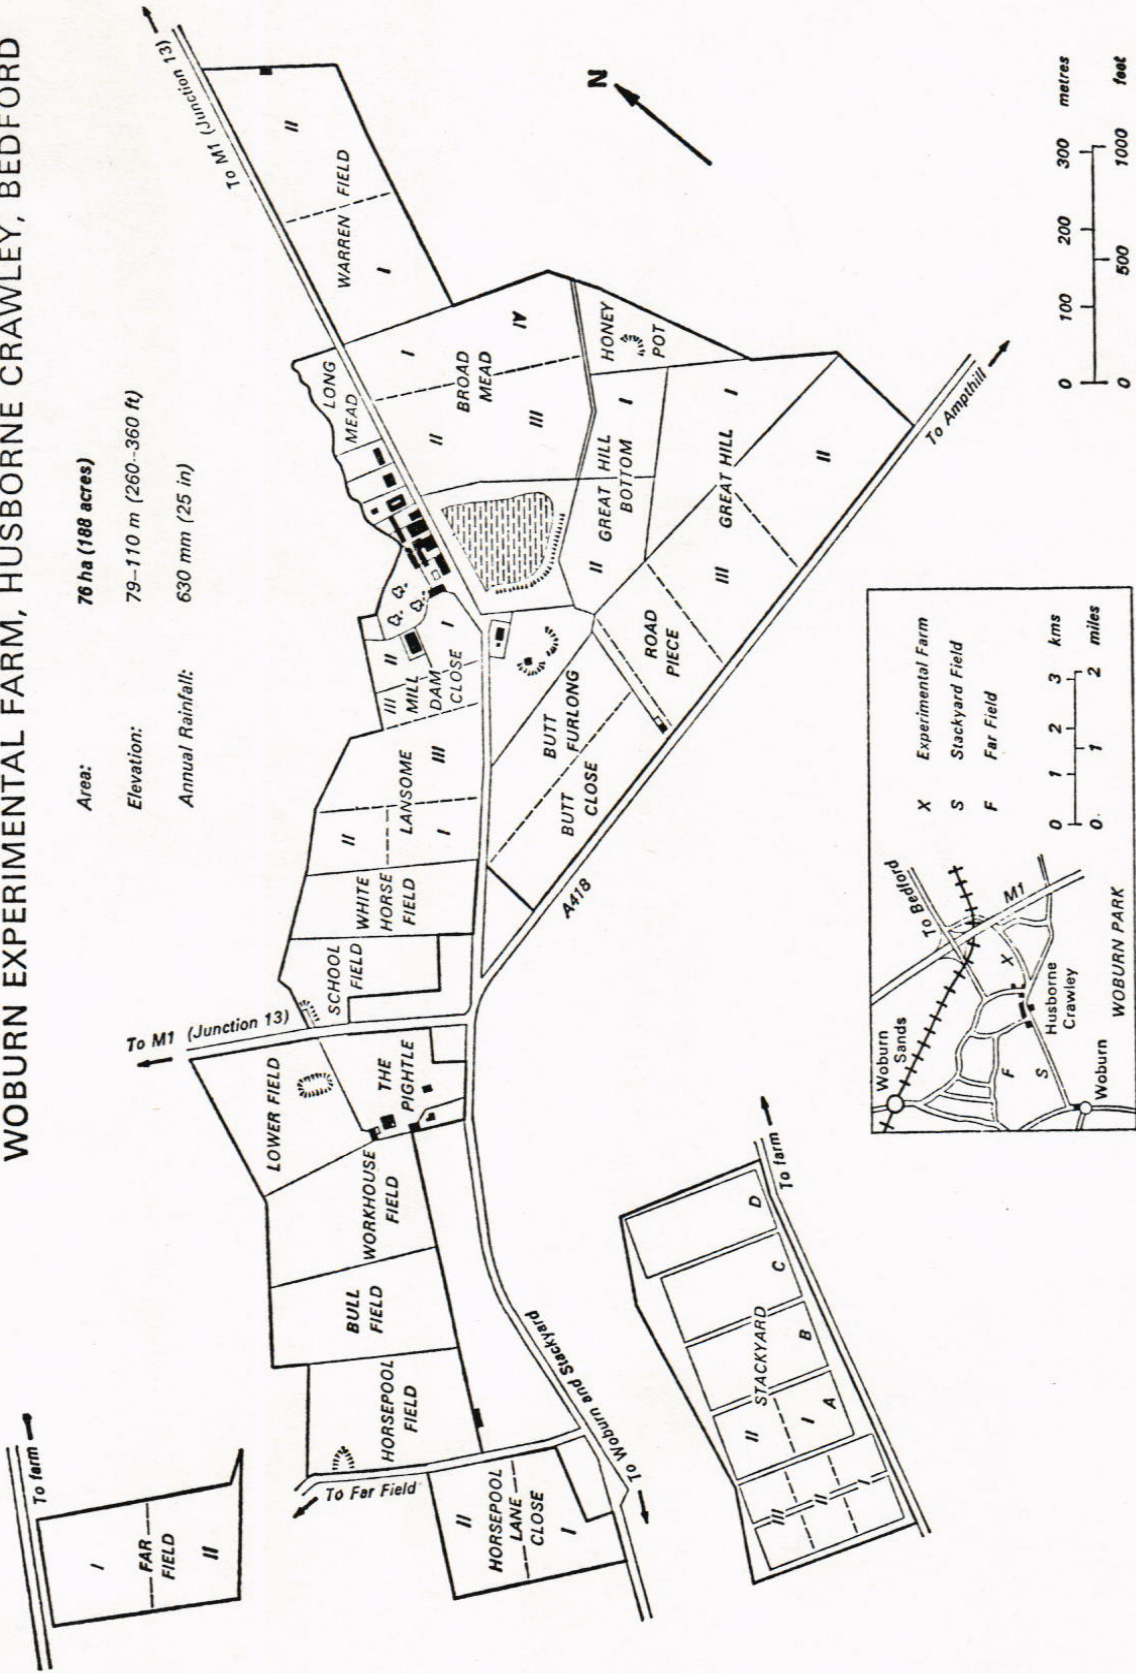 WOBURN EXPERIMENTAL FARM, HUSBORNE CRAWLEY, BEDFORD
Area: 76 ha (188 acres)
Elevation: 79-110 m (260-360 ft)
Annual Rainfall: 630 mm (25 in)
To farm
I
FAR
FIELD
II
To M1 (Junction 13)
To M1 (Junction 13)
WARREN FIELD
I
II
LONG
MEAD
BROAD
MEAD
I
II
III
IV
HONEY
POT
GREAT HILL
BOTTOM
I
II
GREAT HILL
I
II
III
ROAD
PIECE
BUTT
FURLONG
BUTT
CLOSE
MILL
DAM
CLOSE
I
II
III
LANSOME
I
II
III
WHITE
HORSE
FIELD
SCHOOL
FIELD
LOWER FIELD
THE
PIGHTLE
WORKHOUSE
FIELD
BULL
FIELD
HORSEPOOL
FIELD
To Far Field
HORSEPOOL
LANE
CLOSE
I
II
To Woburn and Stackyard
A418
To Ampthill
STACKYARD
A
B
C
D
I
II
I
II
III
To farm
N
0 100 200 300 metres
0 500 1000 feet
X Experimental Farm
S Stackyard Field
F Far Field
0 1 2 3 kms
0 1 2 miles
Woburn
Sands
To Bedford
M1
X
F
S
Husborne
Crawley
Woburn
WOBURN PARK